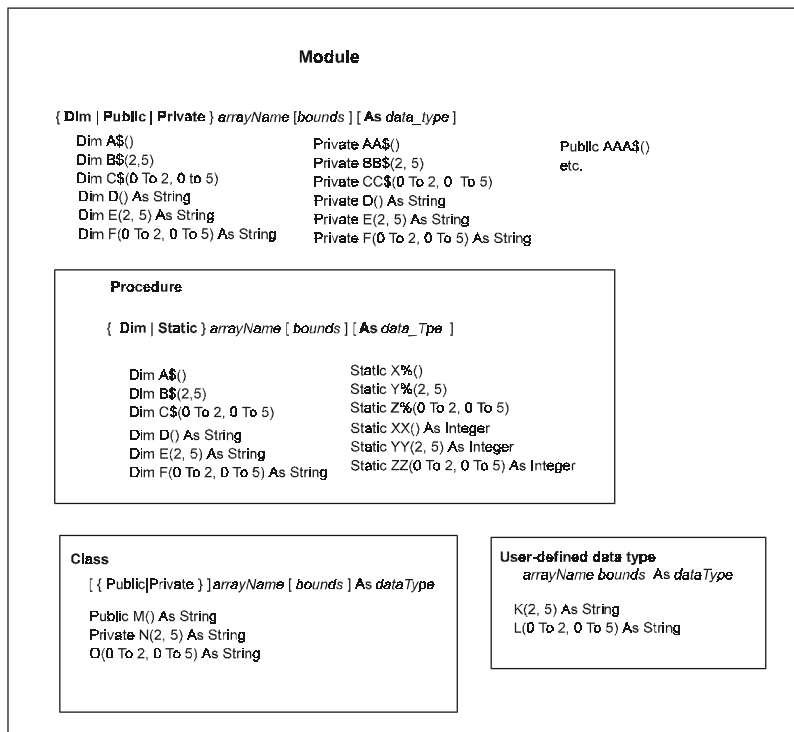 Module
{ Dim | Public | Private } arrayName [bounds ] [ As data_type ]
Dim A$()
Dim B$(2,5)
Dim C$(0 To 2, 0 to 5)
Dim D() As String
Dim E(2, 5) As String
Dim F(0 To 2, 0 To 5) As String
Private AA$()
Private BB$(2, 5)
Private CC$(0 To 2, 0 To 5)
Private D() As String
Private E(2, 5) As String
Private F(0 To 2, 0 To 5) As String
Public AAA$()
etc.
Procedure
{ Dim | Static } arrayName [ bounds ] [ As data_Tpe ]
Dim A$()
Dim B$(2,5)
Dim C$(0 To 2, 0 To 5)
Dim D() As String
Dim E(2, 5) As String
Dim F(0 To 2, 0 To 5) As String
Static X%()
Static Y%(2, 5)
Static Z%(0 To 2, 0 To 5)
Static XX() As Integer
Static YY(2, 5) As Integer
Static ZZ(0 To 2, 0 To 5) As Integer
Class
[ { Public|Private } ] arrayName [ bounds ] As dataType
Public M() As String
Private N(2, 5) As String
O(0 To 2, 0 To 5) As String
User-defined data type
arrayName bounds As dataType
K(2, 5) As String
L(0 To 2, 0 To 5) As String